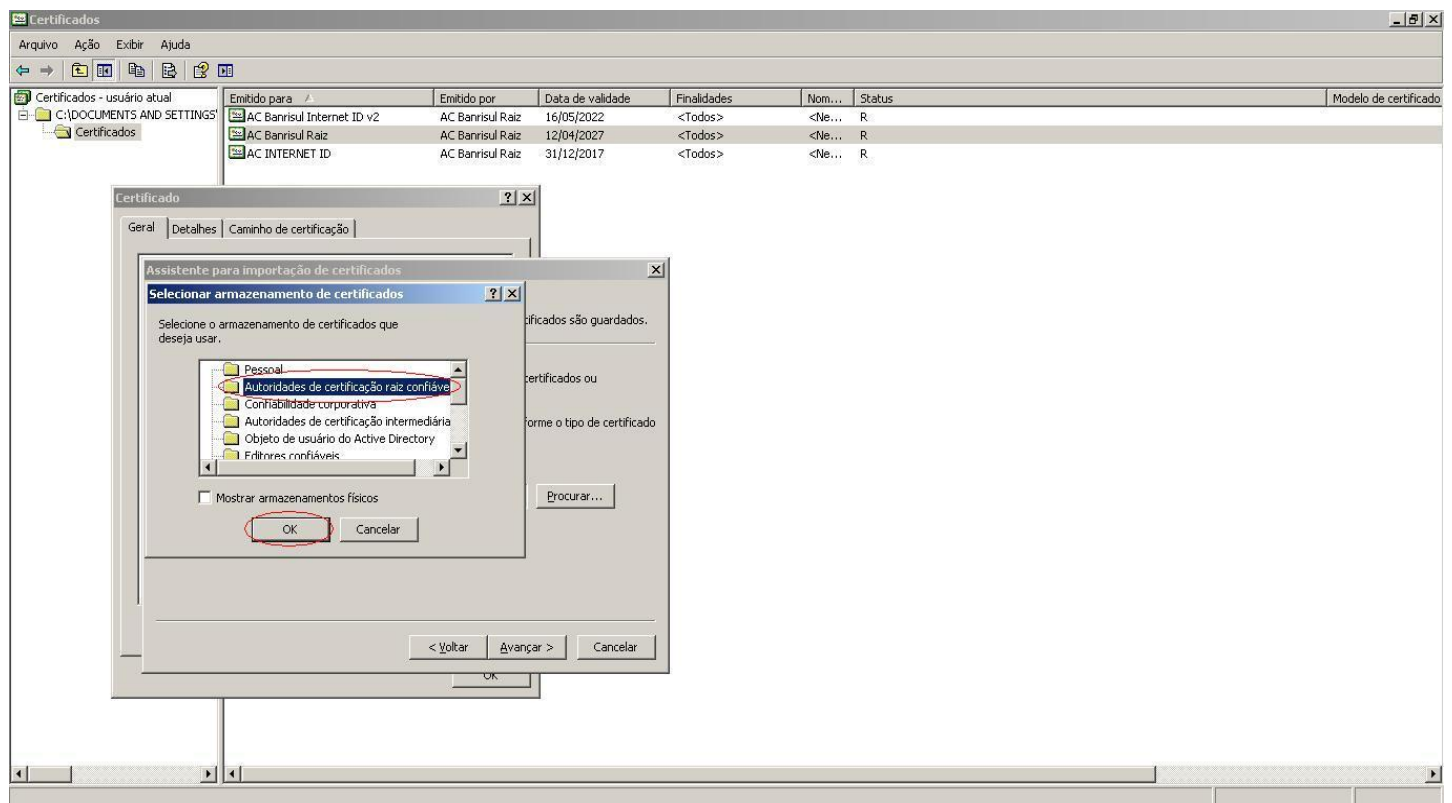 Certificados
Arquivo Ação Exibir Ajuda
Certificados - usuário atual
C:\DOCUMENTS AND SETTINGS'
Certificados
Emitido para Emitido por Data de validade Finalidades Nom... Status Modelo de certificado
AC Banrisul Internet ID v2 AC Banrisul Raiz 16/05/2022 <Todos> <Ne... R
AC Banrisul Raiz AC Banrisul Raiz 12/04/2027 <Todos> <Ne... R
AC INTERNET ID AC Banrisul Raiz 31/12/2017 <Todos> <Ne... R
Certificado
Geral Detalhes Caminho de certificação
Assistente para importação de certificados
Selecionar armazenamento de certificados
Selecione o armazenamento de certificados que
deseja usar.
Pessoal
Autoridades de certificação raiz confiáve
Confiabilidade corporativa
Autoridades de certificação intermediária
Objeto de usuário do Active Directory
Editores confiáveis
Mostrar armazenamentos físicos
OK Cancelar
tificados são guardados.
certificados ou
forme o tipo de certificado
Procurar...
< Voltar Avançar > Cancelar
OK